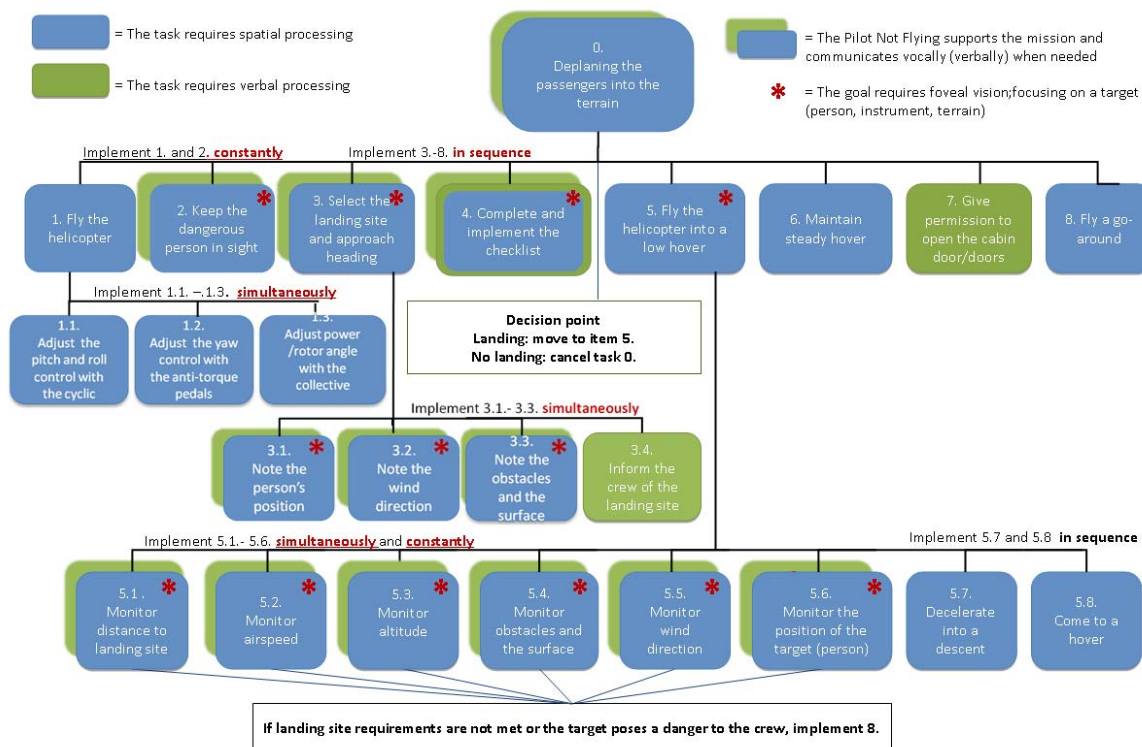 = The task requires spatial processing
= The task requires verbal processing
0.
Deplaning the
passengers into the
terrain
= The Pilot Not Flying supports the mission and
communicates vocally (verbally) when needed
* = The goal requires foveal vision;focusing on a target
(person, instrument, terrain)
Implement 1. and 2. constantly
Implement 3.-8. in sequence
1. Fly the
helicopter
2. Keep the
dangerous
person in sight
*
3. Select the
landing site
and approach
heading
*
4. Complete and
implement the
checklist
*
5. Fly the
helicopter into a
low hover
*
6. Maintain
steady hover
7. Give
permission to
open the cabin
door/doors
8. Fly a go-
around
Implement 1.1. –.1.3. simultaneously
1.1.
Adjust the
pitch and roll
control with
the cyclic
1.2.
Adjust the yaw
control with
the anti-torque
pedals
1.3.
Adjust power
/rotor angle
with the
collective
Decision point
Landing: move to item 5.
No landing: cancel task 0.
Implement 3.1.- 3.3. simultaneously
3.1.
Note the
person's
position
*
3.2.
Note the
wind
direction
*
3.3.
Note the
obstacles
and the
surface
*
3.4.
Inform the
crew of the
landing site
Implement 5.1.- 5.6. simultaneously and constantly
Implement 5.7 and 5.8 in sequence
5.1 .
Monitor
distance to
landing site
*
5.2.
Monitor
airspeed
*
5.3.
Monitor
altitude
*
5.4.
Monitor
obstacles and
the surface
*
5.5.
Monitor
wind
direction
*
5.6.
Monitor the
position of the
target (person)
*
5.7.
Decelerate
into a
descent
5.8.
Come to a
hover
If landing site requirements are not met or the target poses a danger to the crew, implement 8.